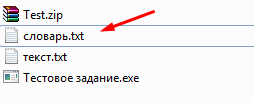 Test.zip
словарь.txt
текст.txt
Тестовое задание.exe